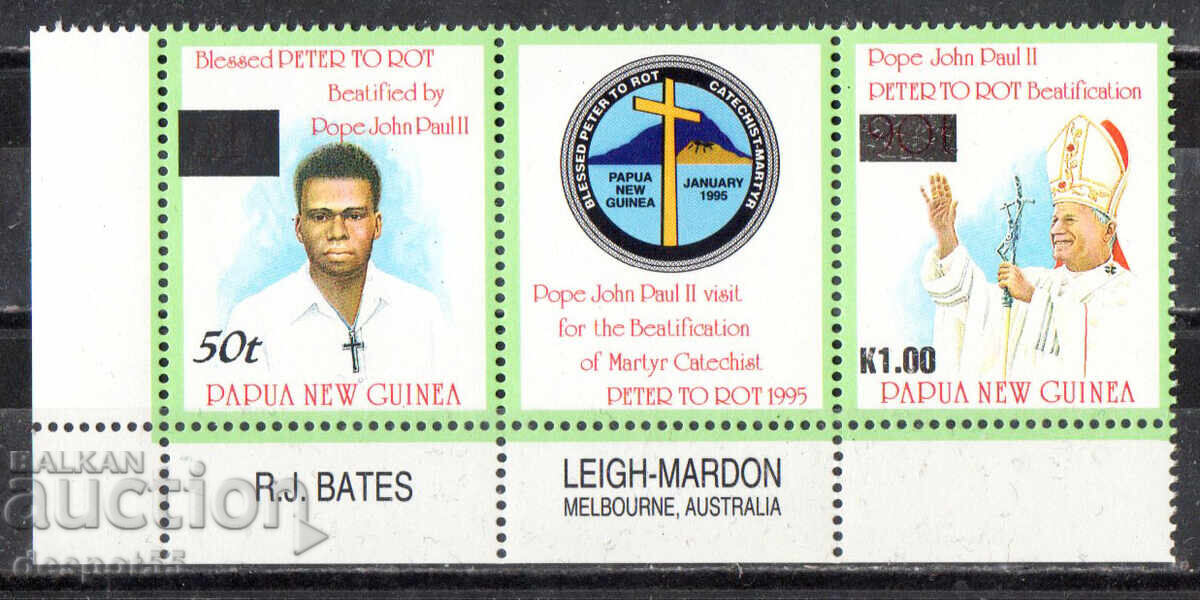 Blessed PETER TO ROT
Beatified by
Pope John Paul II
50t
PAPUA NEW GUINEA
BLESSED PETER TO ROT
CATECHIST-MARTYR
PAPUA
NEW
GUINEA
JANUARY
1995
Pope John Paul II visit
for the Beatification
of Martyr Catechist
PETER TO ROT 1995
Pope John Paul II
PETER TO ROT Beatification
90t
K1.00
PAPUA NEW GUINEA
R.J. BATES
LEIGH-MARDON
MELBOURNE, AUSTRALIA
BALKAN
auction
despot55